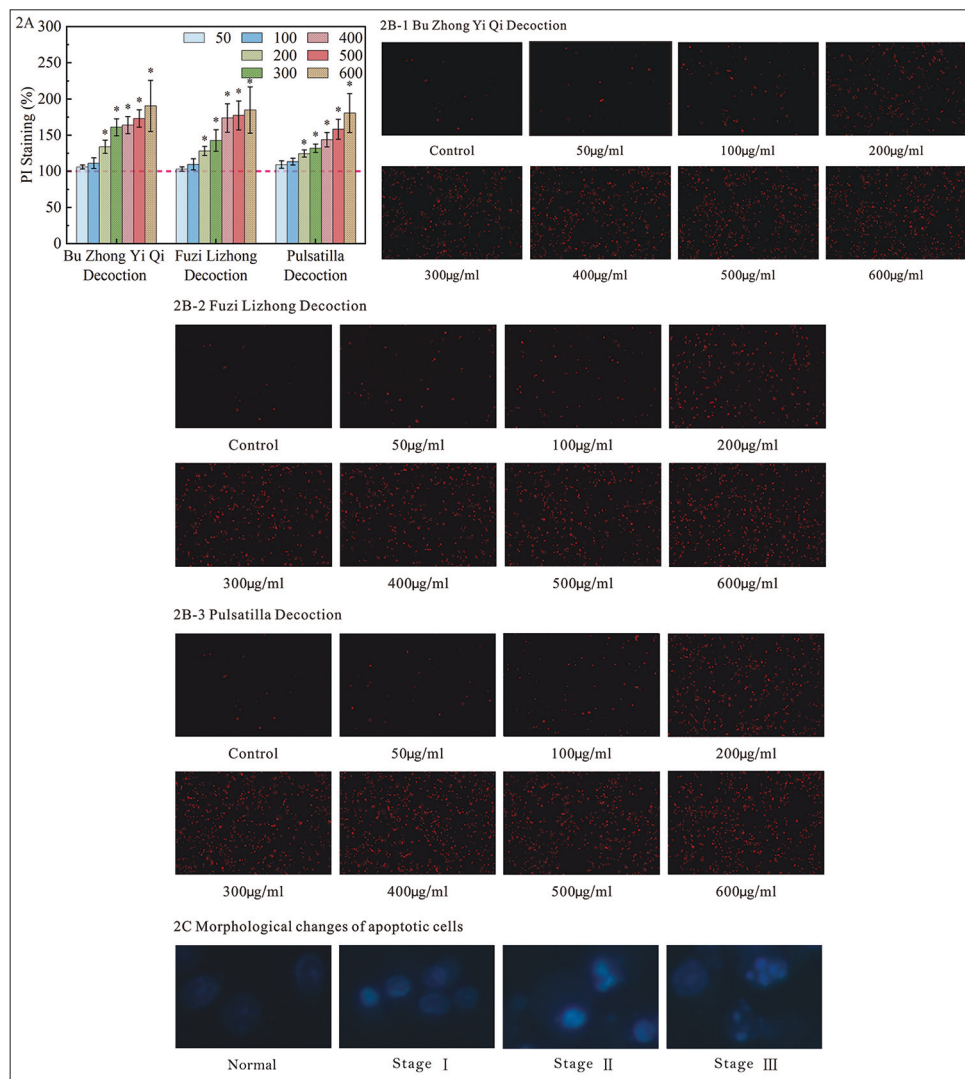 2A
PI Staining (%)
300
250
200
150
100
50
0
50 100 400
200 500
300 600
* * * * *
* * * * *
* * * * *
Bu Zhong Yi Qi Decoction
Fuzi Lizhong Decoction
Pulsatilla Decoction
2B-1 Bu Zhong Yi Qi Decoction
Control 50μg/ml 100μg/ml 200μg/ml
300μg/ml 400μg/ml 500μg/ml 600μg/ml
2B-2 Fuzi Lizhong Decoction
Control 50μg/ml 100μg/ml 200μg/ml
300μg/ml 400μg/ml 500μg/ml 600μg/ml
2B-3 Pulsatilla Decoction
Control 50μg/ml 100μg/ml 200μg/ml
300μg/ml 400μg/ml 500μg/ml 600μg/ml
2C Morphological changes of apoptotic cells
Normal Stage Ⅰ Stage Ⅱ Stage Ⅲ